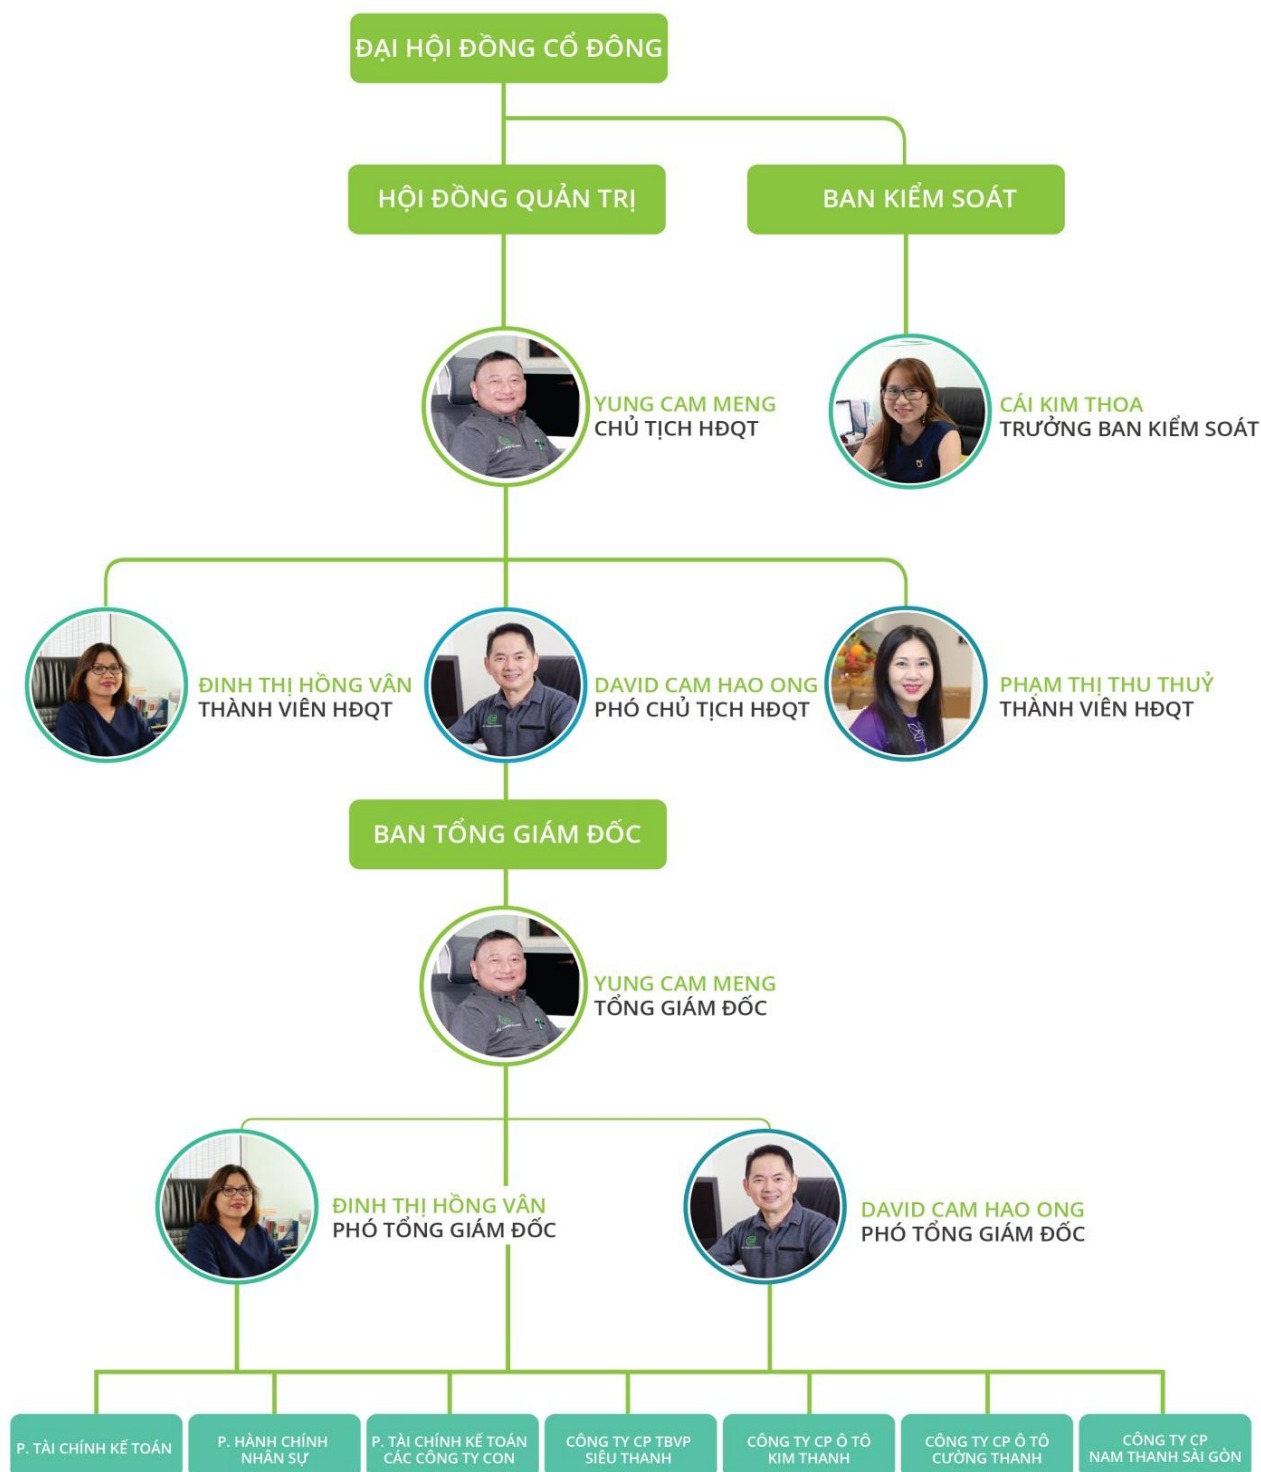 ĐẠI HỘI ĐỒNG CỔ ĐÔNG
HỘI ĐỒNG QUẢN TRỊ
BAN KIỂM SOÁT
YUNG CAM MENG
CHỦ TỊCH HĐQT
CÁI KIM THOA
TRƯỞNG BAN KIỂM SOÁT
ĐINH THỊ HỒNG VÂN
THÀNH VIÊN HĐQT
DAVID CAM HAO ONG
PHÓ CHỦ TỊCH HĐQT
PHẠM THỊ THU THUỶ
THÀNH VIÊN HĐQT
BAN TỔNG GIÁM ĐỐC
YUNG CAM MENG
TỔNG GIÁM ĐỐC
ĐINH THỊ HỒNG VÂN
PHÓ TỔNG GIÁM ĐỐC
DAVID CAM HAO ONG
PHÓ TỔNG GIÁM ĐỐC
P. TÀI CHÍNH KẾ TOÁN
P. HÀNH CHÍNH
NHÂN SỰ
P. TÀI CHÍNH KẾ TOÁN
CÁC CÔNG TY CON
CÔNG TY CP TBVP
SIÊU THANH
CÔNG TY CP Ô TÔ
KIM THANH
CÔNG TY CP Ô TÔ
CƯỜNG THANH
CÔNG TY CP
NAM THANH SÀI GÒN